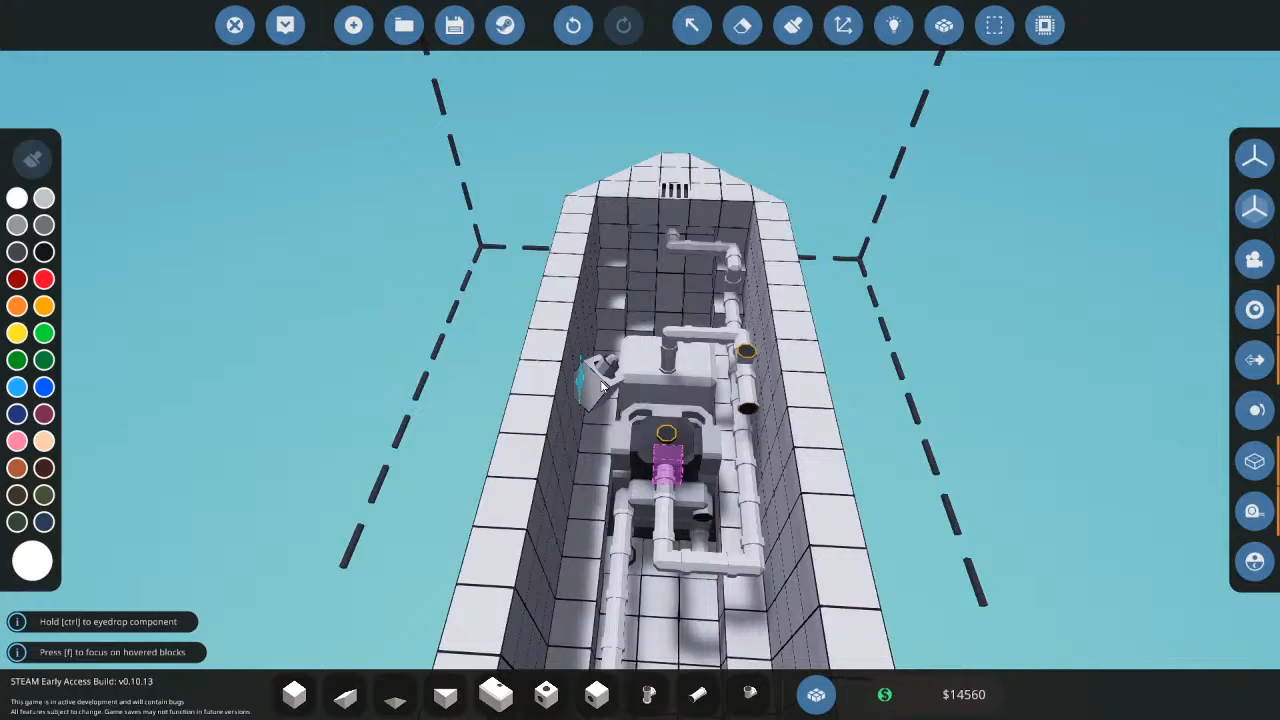 Hold [ctrl] to eyedrop component
Press [f] to focus on hovered blocks
STEAM Early Access Build: v0.10.13
This game is in active development and will contain bugs
All features subject to change. Game saves may not function in future versions.
$
$14560